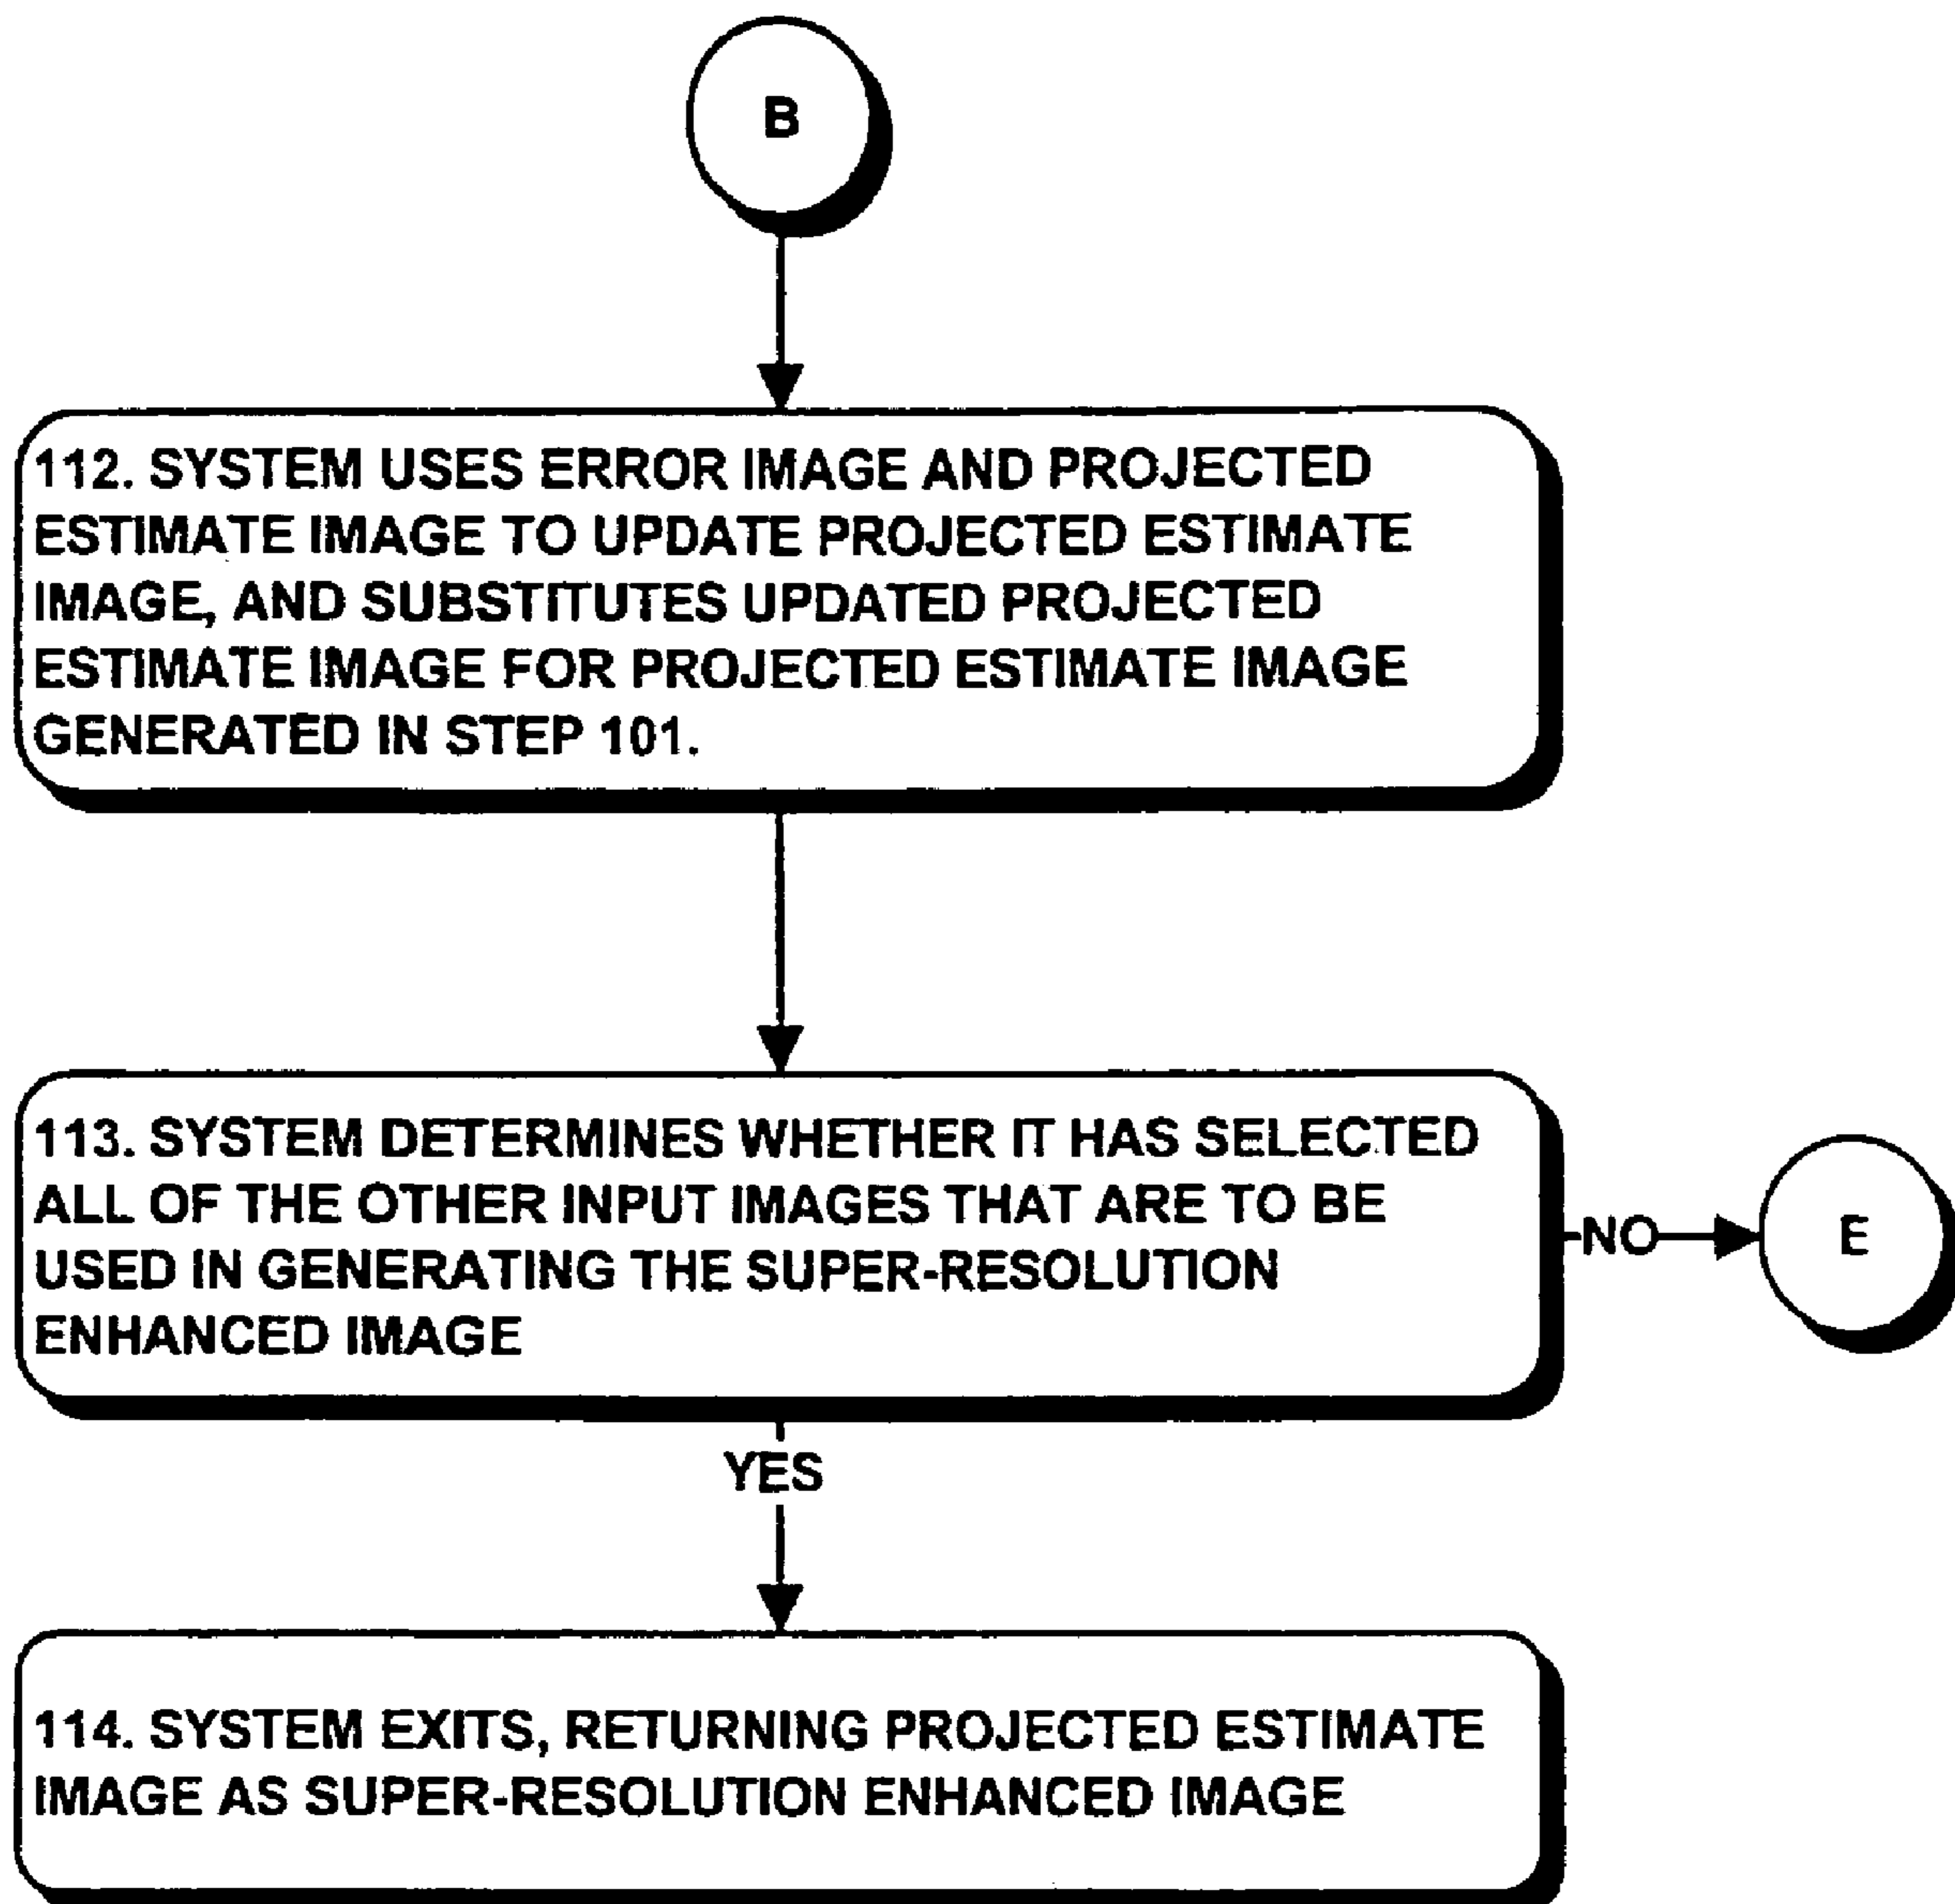 B
112. SYSTEM USES ERROR IMAGE AND PROJECTED
ESTIMATE IMAGE TO UPDATE PROJECTED ESTIMATE
IMAGE, AND SUBSTITUTES UPDATED PROJECTED
ESTIMATE IMAGE FOR PROJECTED ESTIMATE IMAGE
GENERATED IN STEP 101.
113. SYSTEM DETERMINES WHETHER IT HAS SELECTED
ALL OF THE OTHER INPUT IMAGES THAT ARE TO BE
USED IN GENERATING THE SUPER-RESOLUTION
ENHANCED IMAGE
NO
E
YES
114. SYSTEM EXITS, RETURNING PROJECTED ESTIMATE
IMAGE AS SUPER-RESOLUTION ENHANCED IMAGE